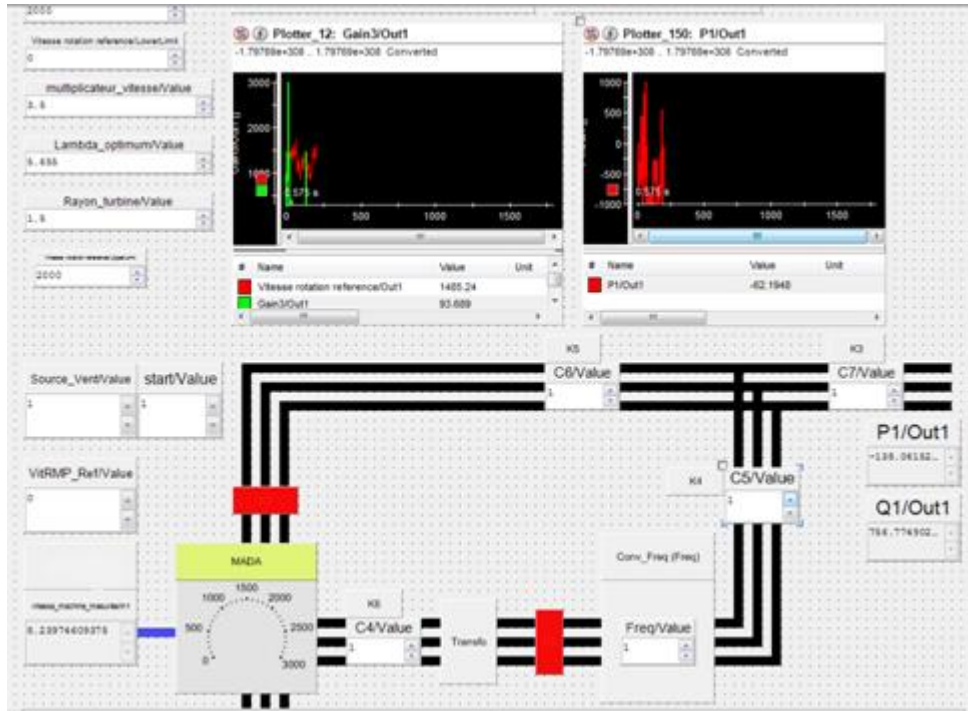 2000
Vitesse rotation reference/LowerLimit
0
multiplicateur_vitesse/Value
3.5
Lambda_optimum/Value
Rayon_turbine/Value
1.5
2000
Plotter_12: Gain3/Out1
-1.79769e+308 .. 1.79769e+308 Converted
3000
2000
1000
0.575 s
0 500 1000 1500
# Name Value Unit
Vitesse rotation reference/Out1 1485.24
Gain3/Out1 93.689
Plotter_150: P1/Out1
-1.79769e+308 .. 1.79769e+308 Converted
1000
500
0
-500
-1000
0.575 s
0 500 1000 1500
# Name Value Unit
P1/Out1 -62.1948
Source_Vent/Value
1
start/Value
1
VitRMP_Ref/Value
0
MADA
0 500 1000 1500 2000 2500 3000
K5
C6/Value
1
K3
C7/Value
1
P1/Out1
Q1/Out1
K4
C5/Value
1
Conv_Freq (Freq)
Freq/Value
1
K6
C4/Value
1
Transfo